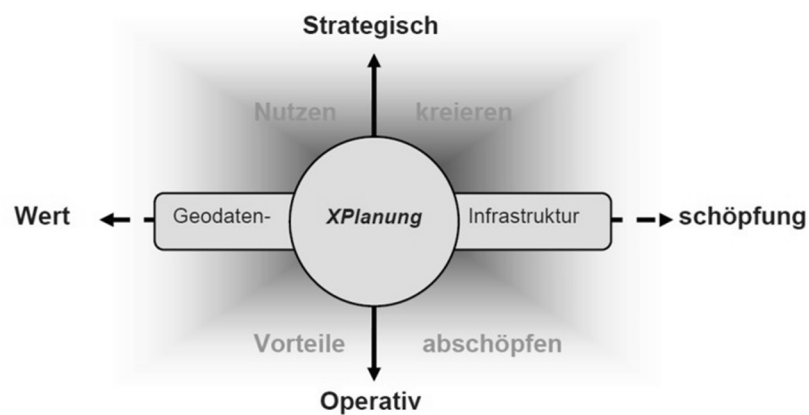 Strategisch
Nutzen kreieren
Wert Geodaten- XPlanung Infrastruktur schöpfung
Vorteile abschöpfen
Operativ